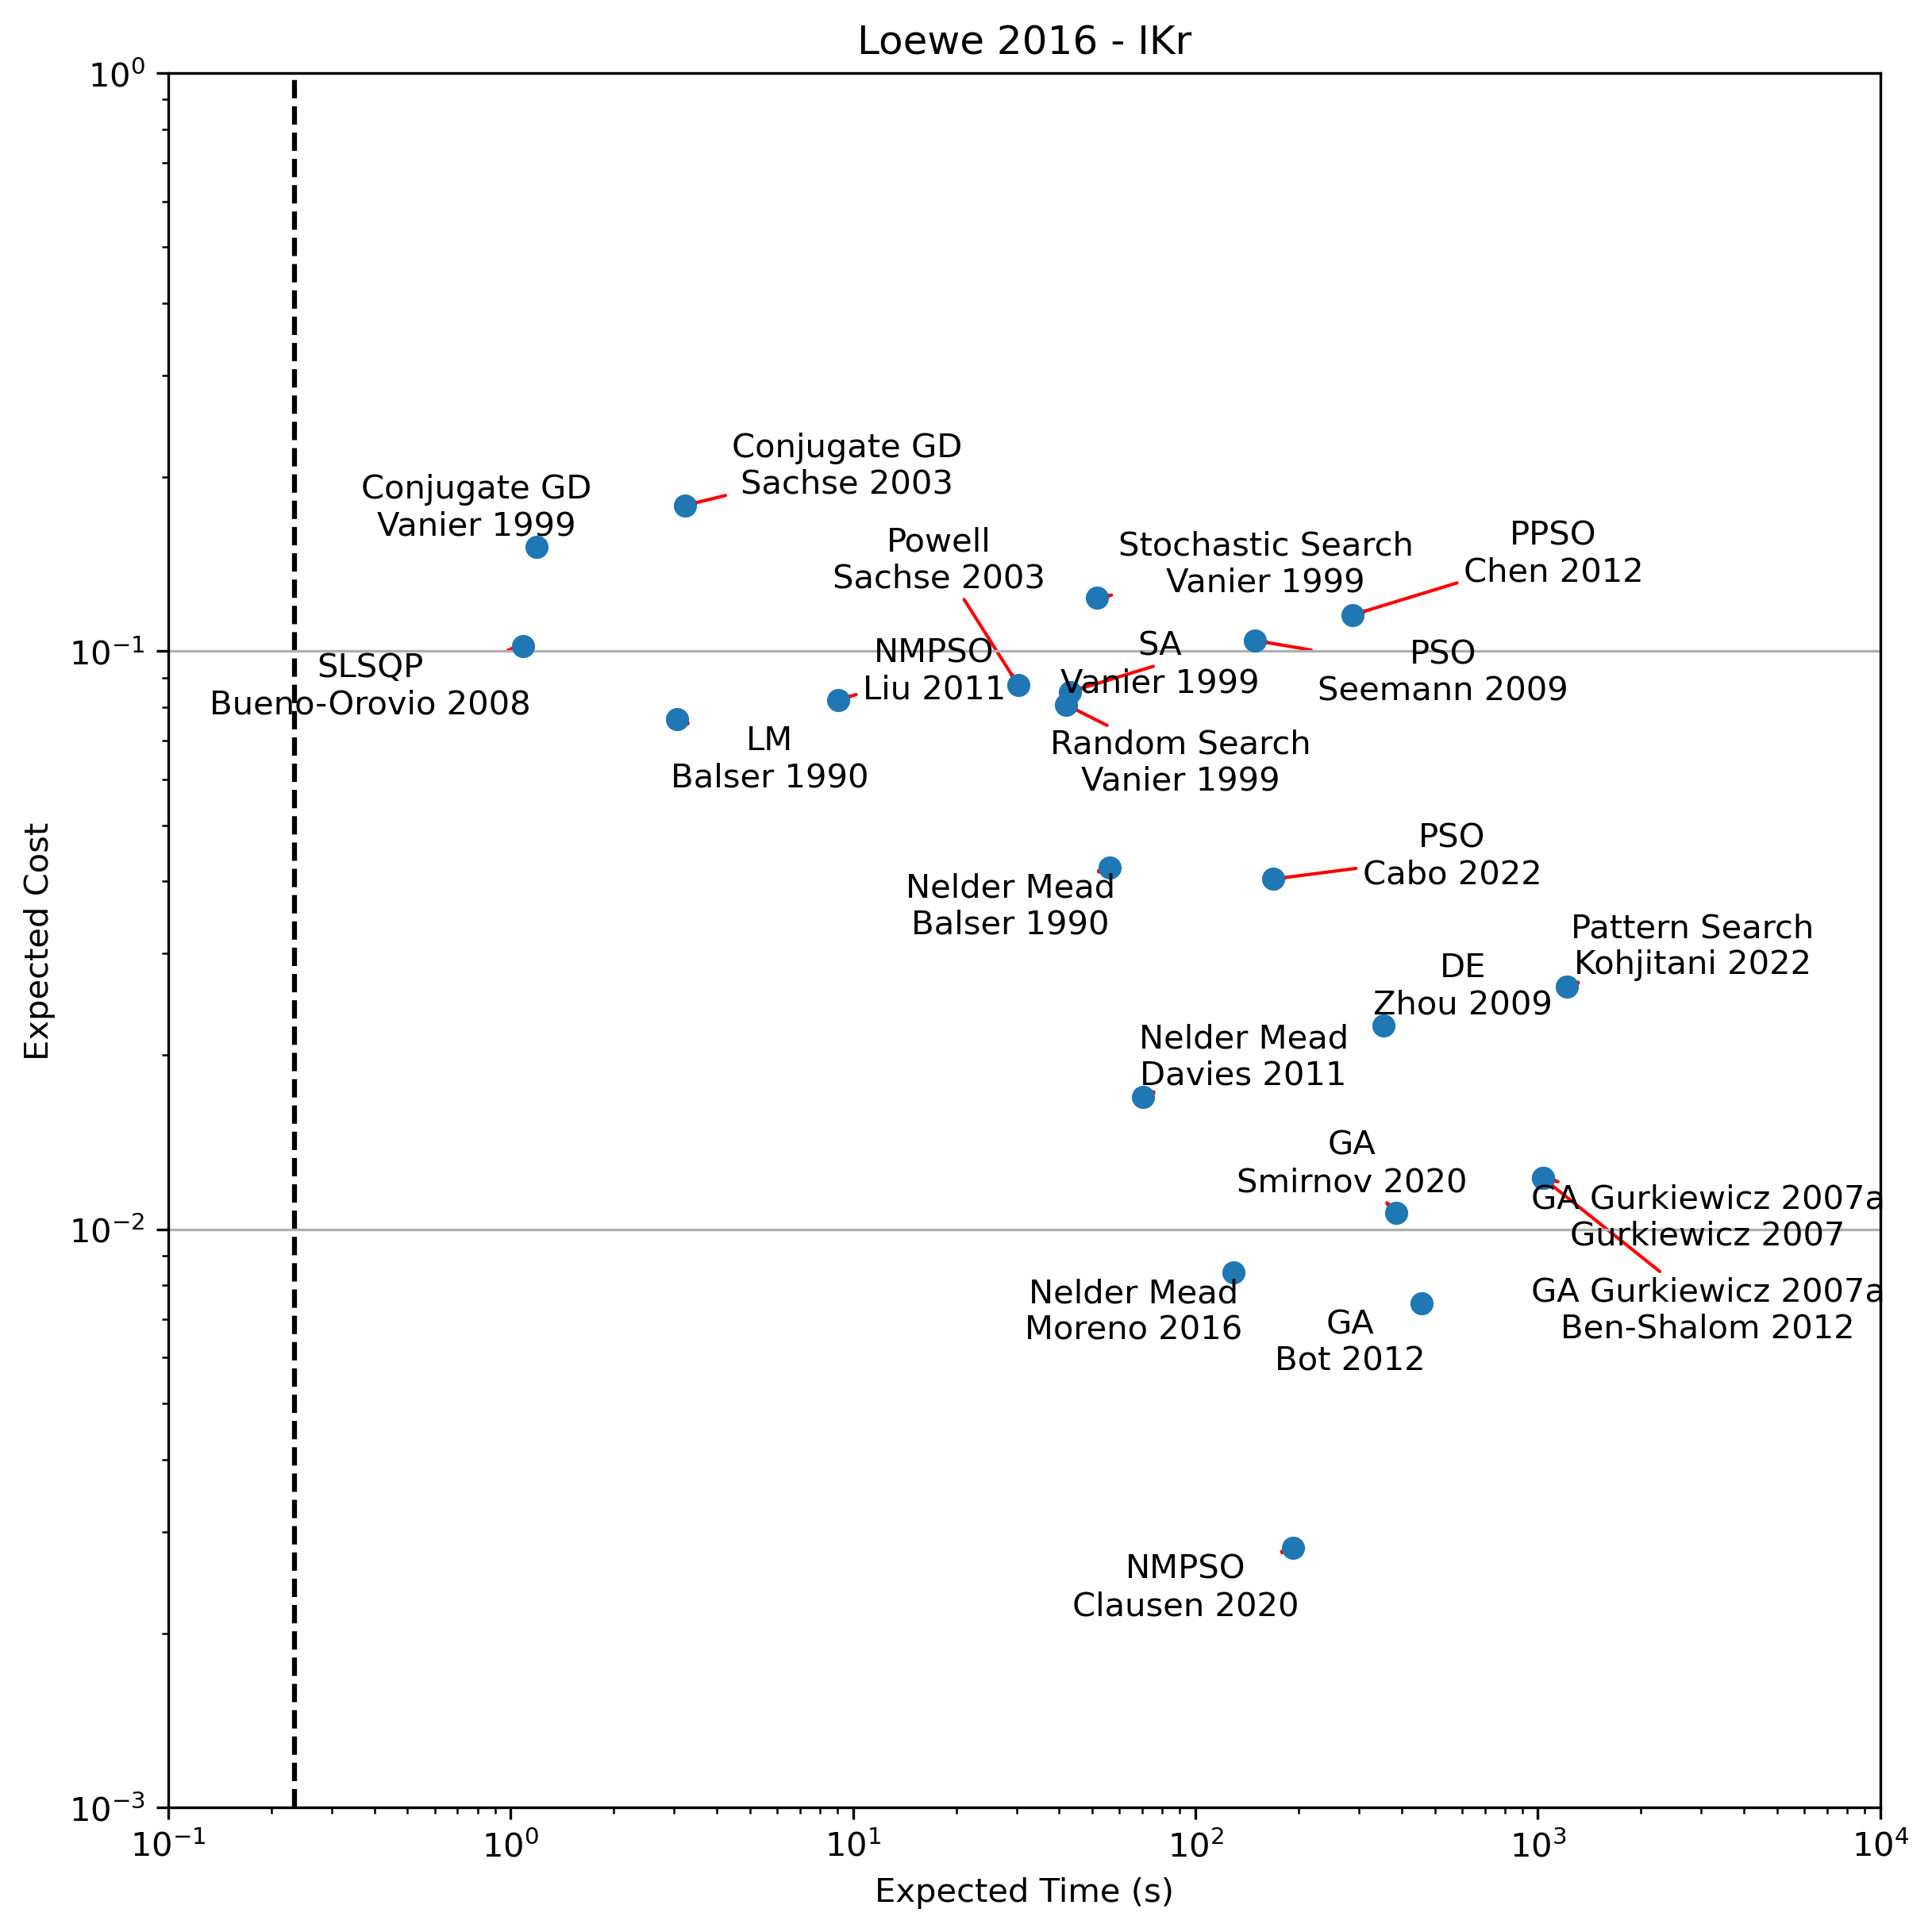 Loewe 2016 - IKr
10⁰
Conjugate GD
Sachse 2003
Conjugate GD
Vanier 1999
Powell
Sachse 2003
Stochastic Search
Vanier 1999
PPSO
Chen 2012
10⁻¹
SLSQP
Bueno-Orovio 2008
NMPSO
Liu 2011
SA
Vanier 1999
PSO
Seemann 2009
LM
Balser 1990
Random Search
Vanier 1999
PSO
Cabo 2022
Nelder Mead
Balser 1990
Pattern Search
Kohjitani 2022
DE
Zhou 2009
Nelder Mead
Davies 2011
GA
Smirnov 2020
GA Gurkiewicz 2007a
Gurkiewicz 2007
10⁻²
Nelder Mead
Moreno 2016
GA Gurkiewicz 2007a
Ben-Shalom 2012
GA
Bot 2012
NMPSO
Clausen 2020
10⁻³
Expected Cost
10⁻¹ 10⁰ 10¹ 10² 10³ 10⁴
Expected Time (s)